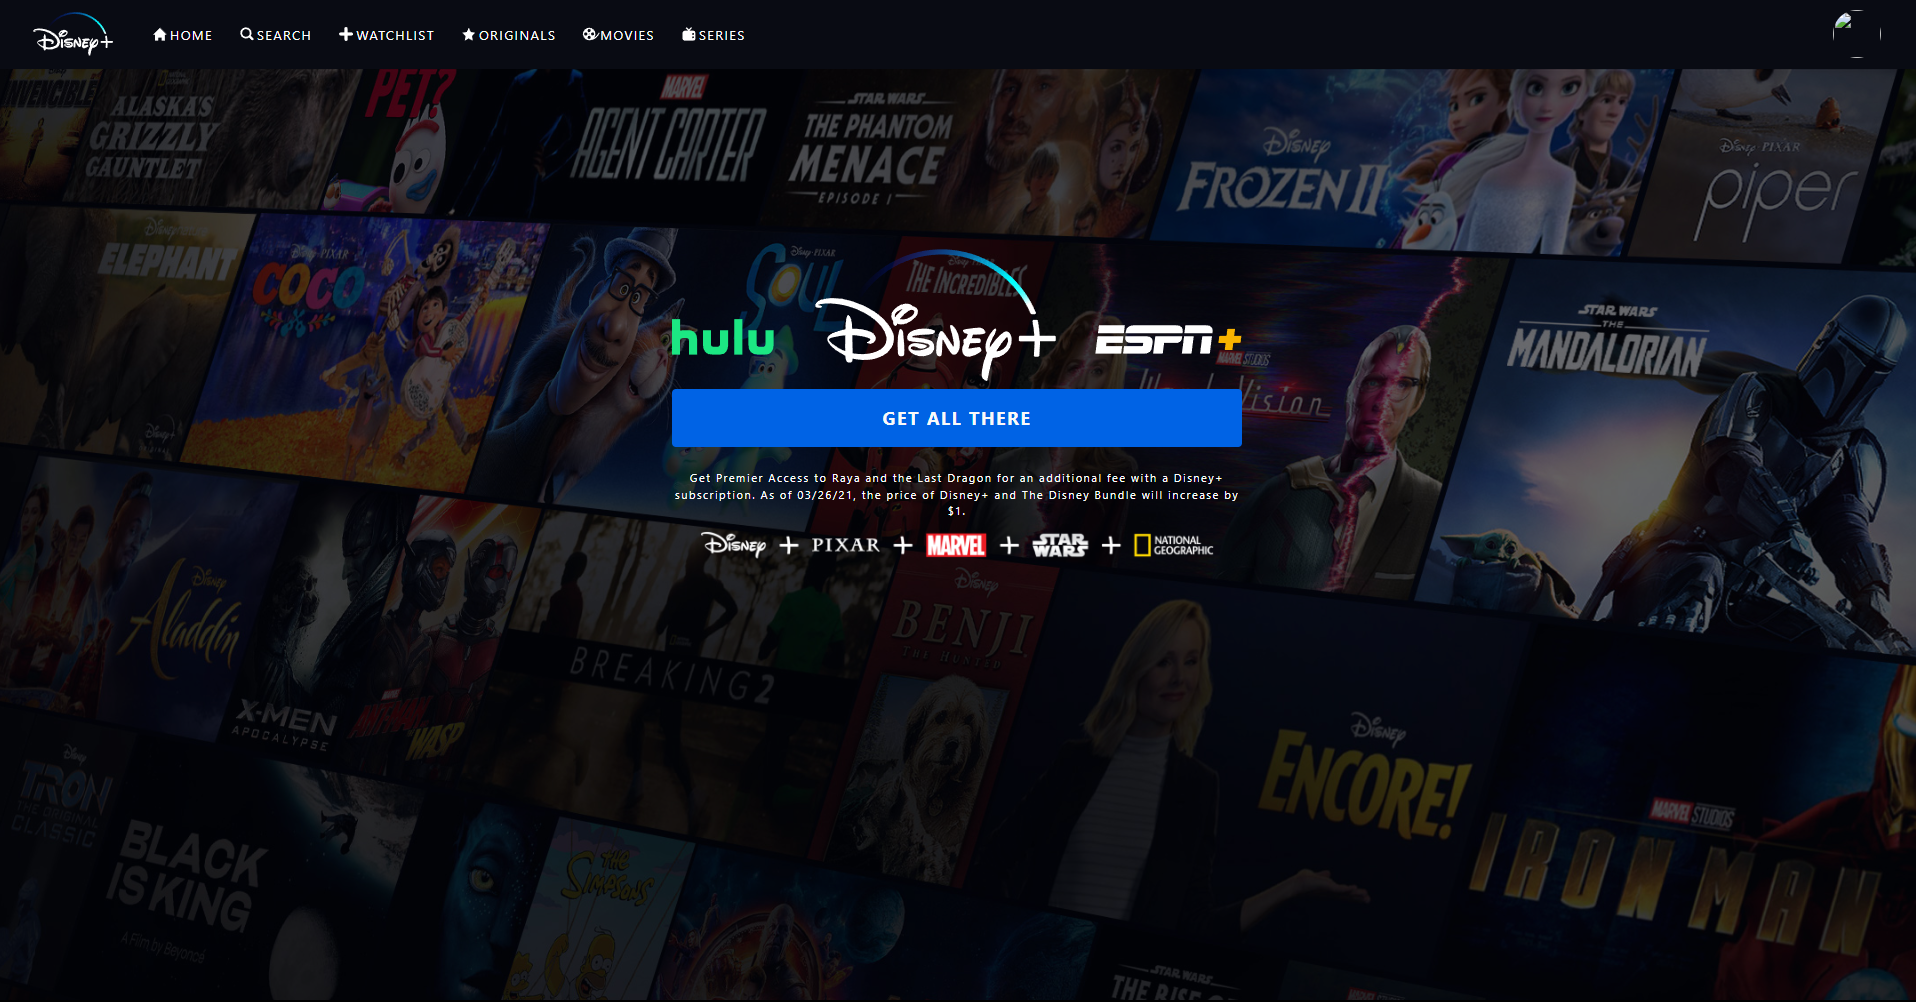 Disney+
HOME
SEARCH
WATCHLIST
ORIGINALS
MOVIES
SERIES
INVENCIBLE
ALASKA'S
GRIZZLY
GAUNTLET
PET?
MARVEL
AGENT CARTER
STAR WARS
THE PHANTOM
MENACE
EPISODE I
Disney
FROZEN II
Disney · PIXAR
piper
ELEPHANT
Disney · PIXAR
COCO
Disney · PIXAR
SOUL
THE INCREDIBLES
MARVEL STUDIOS
WandaVision
STAR WARS
THE
MANDALORIAN
hulu
Disney+
ESPN+
GET ALL THERE
Get Premier Access to Raya and the Last Dragon for an additional fee with a Disney+
subscription. As of 03/26/21, the price of Disney+ and The Disney Bundle will increase by
$1.
Disney + PIXAR + MARVEL + STAR WARS + NATIONAL GEOGRAPHIC
Disney
Aladdin
X-MEN
APOCALYPSE
ANT-MAN
WASP
BREAKING2
Disney
BENJI
THE HUNTED
Disney
ENCORE!
MARVEL STUDIOS
IRON MAN
Disney
TRON
THE ORIGINAL
CLASSIC
BLACK
IS KING
A Film by Beyoncé
THE
SIMPSONS
STAR WARS
THE RISE OF